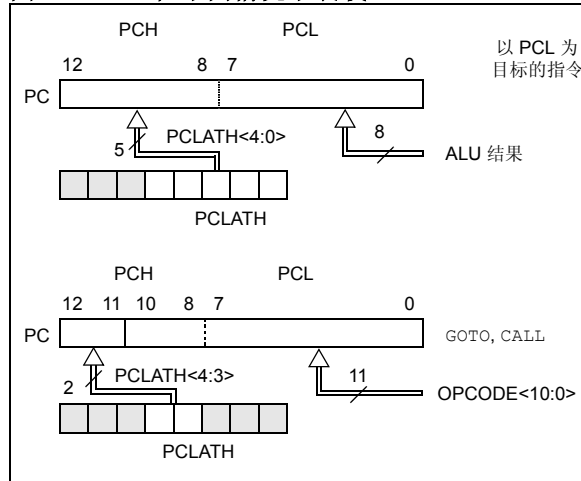 PCH PCL
12 8 7 0
以 PCL 为
目标的指令
PC
5 PCLATH<4:0>
8
ALU 结果
PCLATH
PCH PCL
12 11 10 8 7 0
PC
GOTO, CALL
2 PCLATH<4:3>
11
OPCODE<10:0>
PCLATH